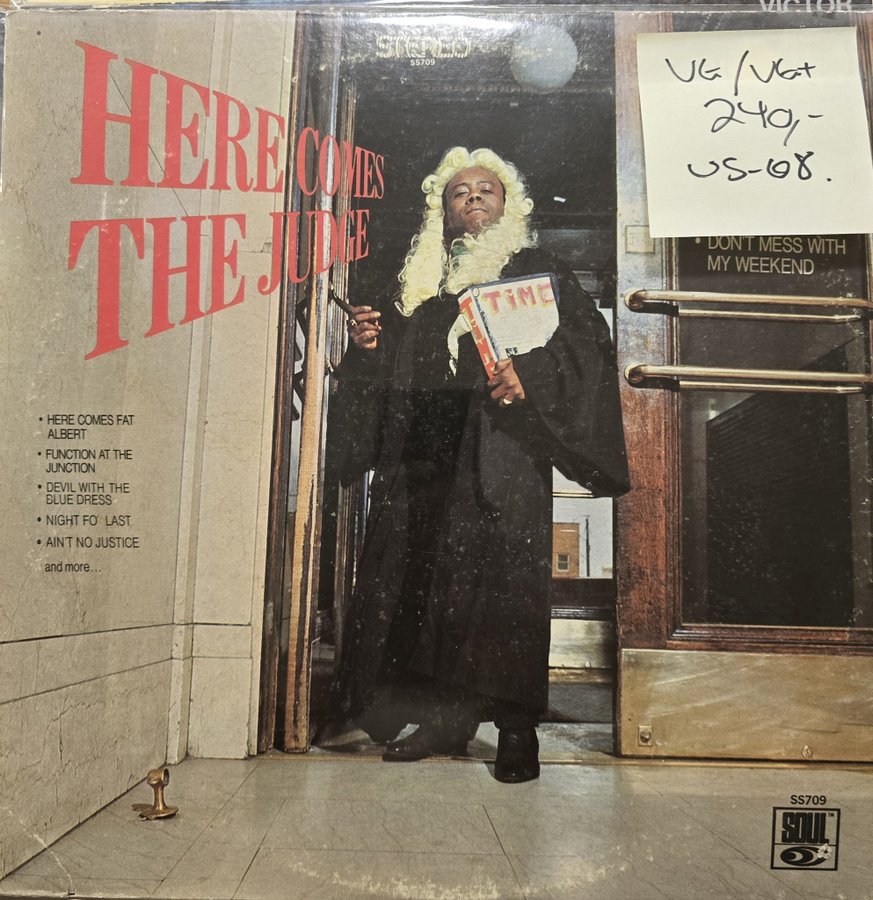 VICTOR
STEREO
SS709
HERE COMES
THE JUDGE
VG/VG+
240,-
US-68.
• DON'T MESS WITH
MY WEEKEND
TIME
• HERE COMES FAT
ALBERT
• FUNCTION AT THE
JUNCTION
• DEVIL WITH THE
BLUE DRESS
• NIGHT FO' LAST
• AIN'T NO JUSTICE
and more...
SS709
SOUL™